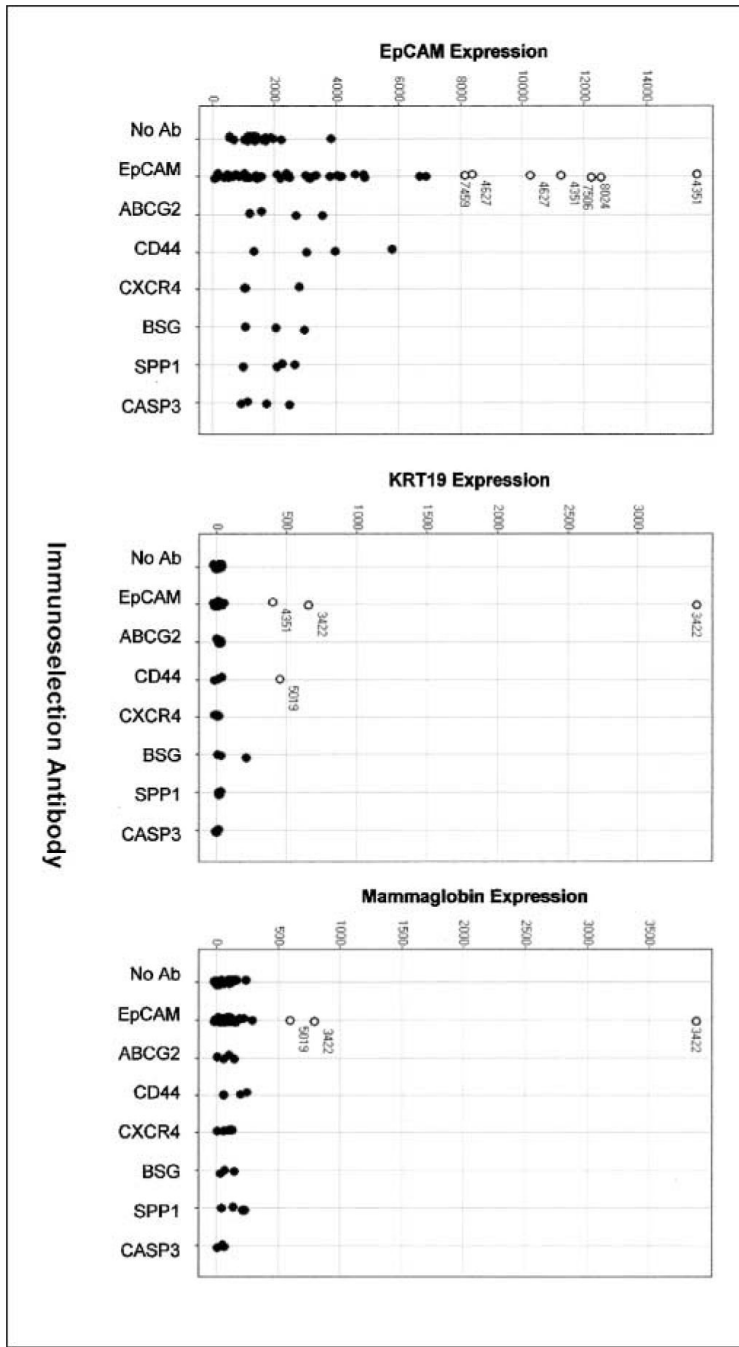 EpCAM Expression
0
2000
4000
6000
8000
10000
12000
14000
No Ab
EpCAM
7459
4627
4627
4351
7506
8024
4351
ABCG2
CD44
CXCR4
BSG
SPP1
CASP3
KRT19 Expression
0
500
1000
1500
2000
2500
3000
No Ab
EpCAM
4351
3422
3422
ABCG2
CD44
5019
CXCR4
BSG
SPP1
CASP3
Mammaglobin Expression
0
500
1000
1500
2000
2500
3000
3500
No Ab
EpCAM
5019
3422
3422
ABCG2
CD44
CXCR4
BSG
SPP1
CASP3
Immunoselection Antibody